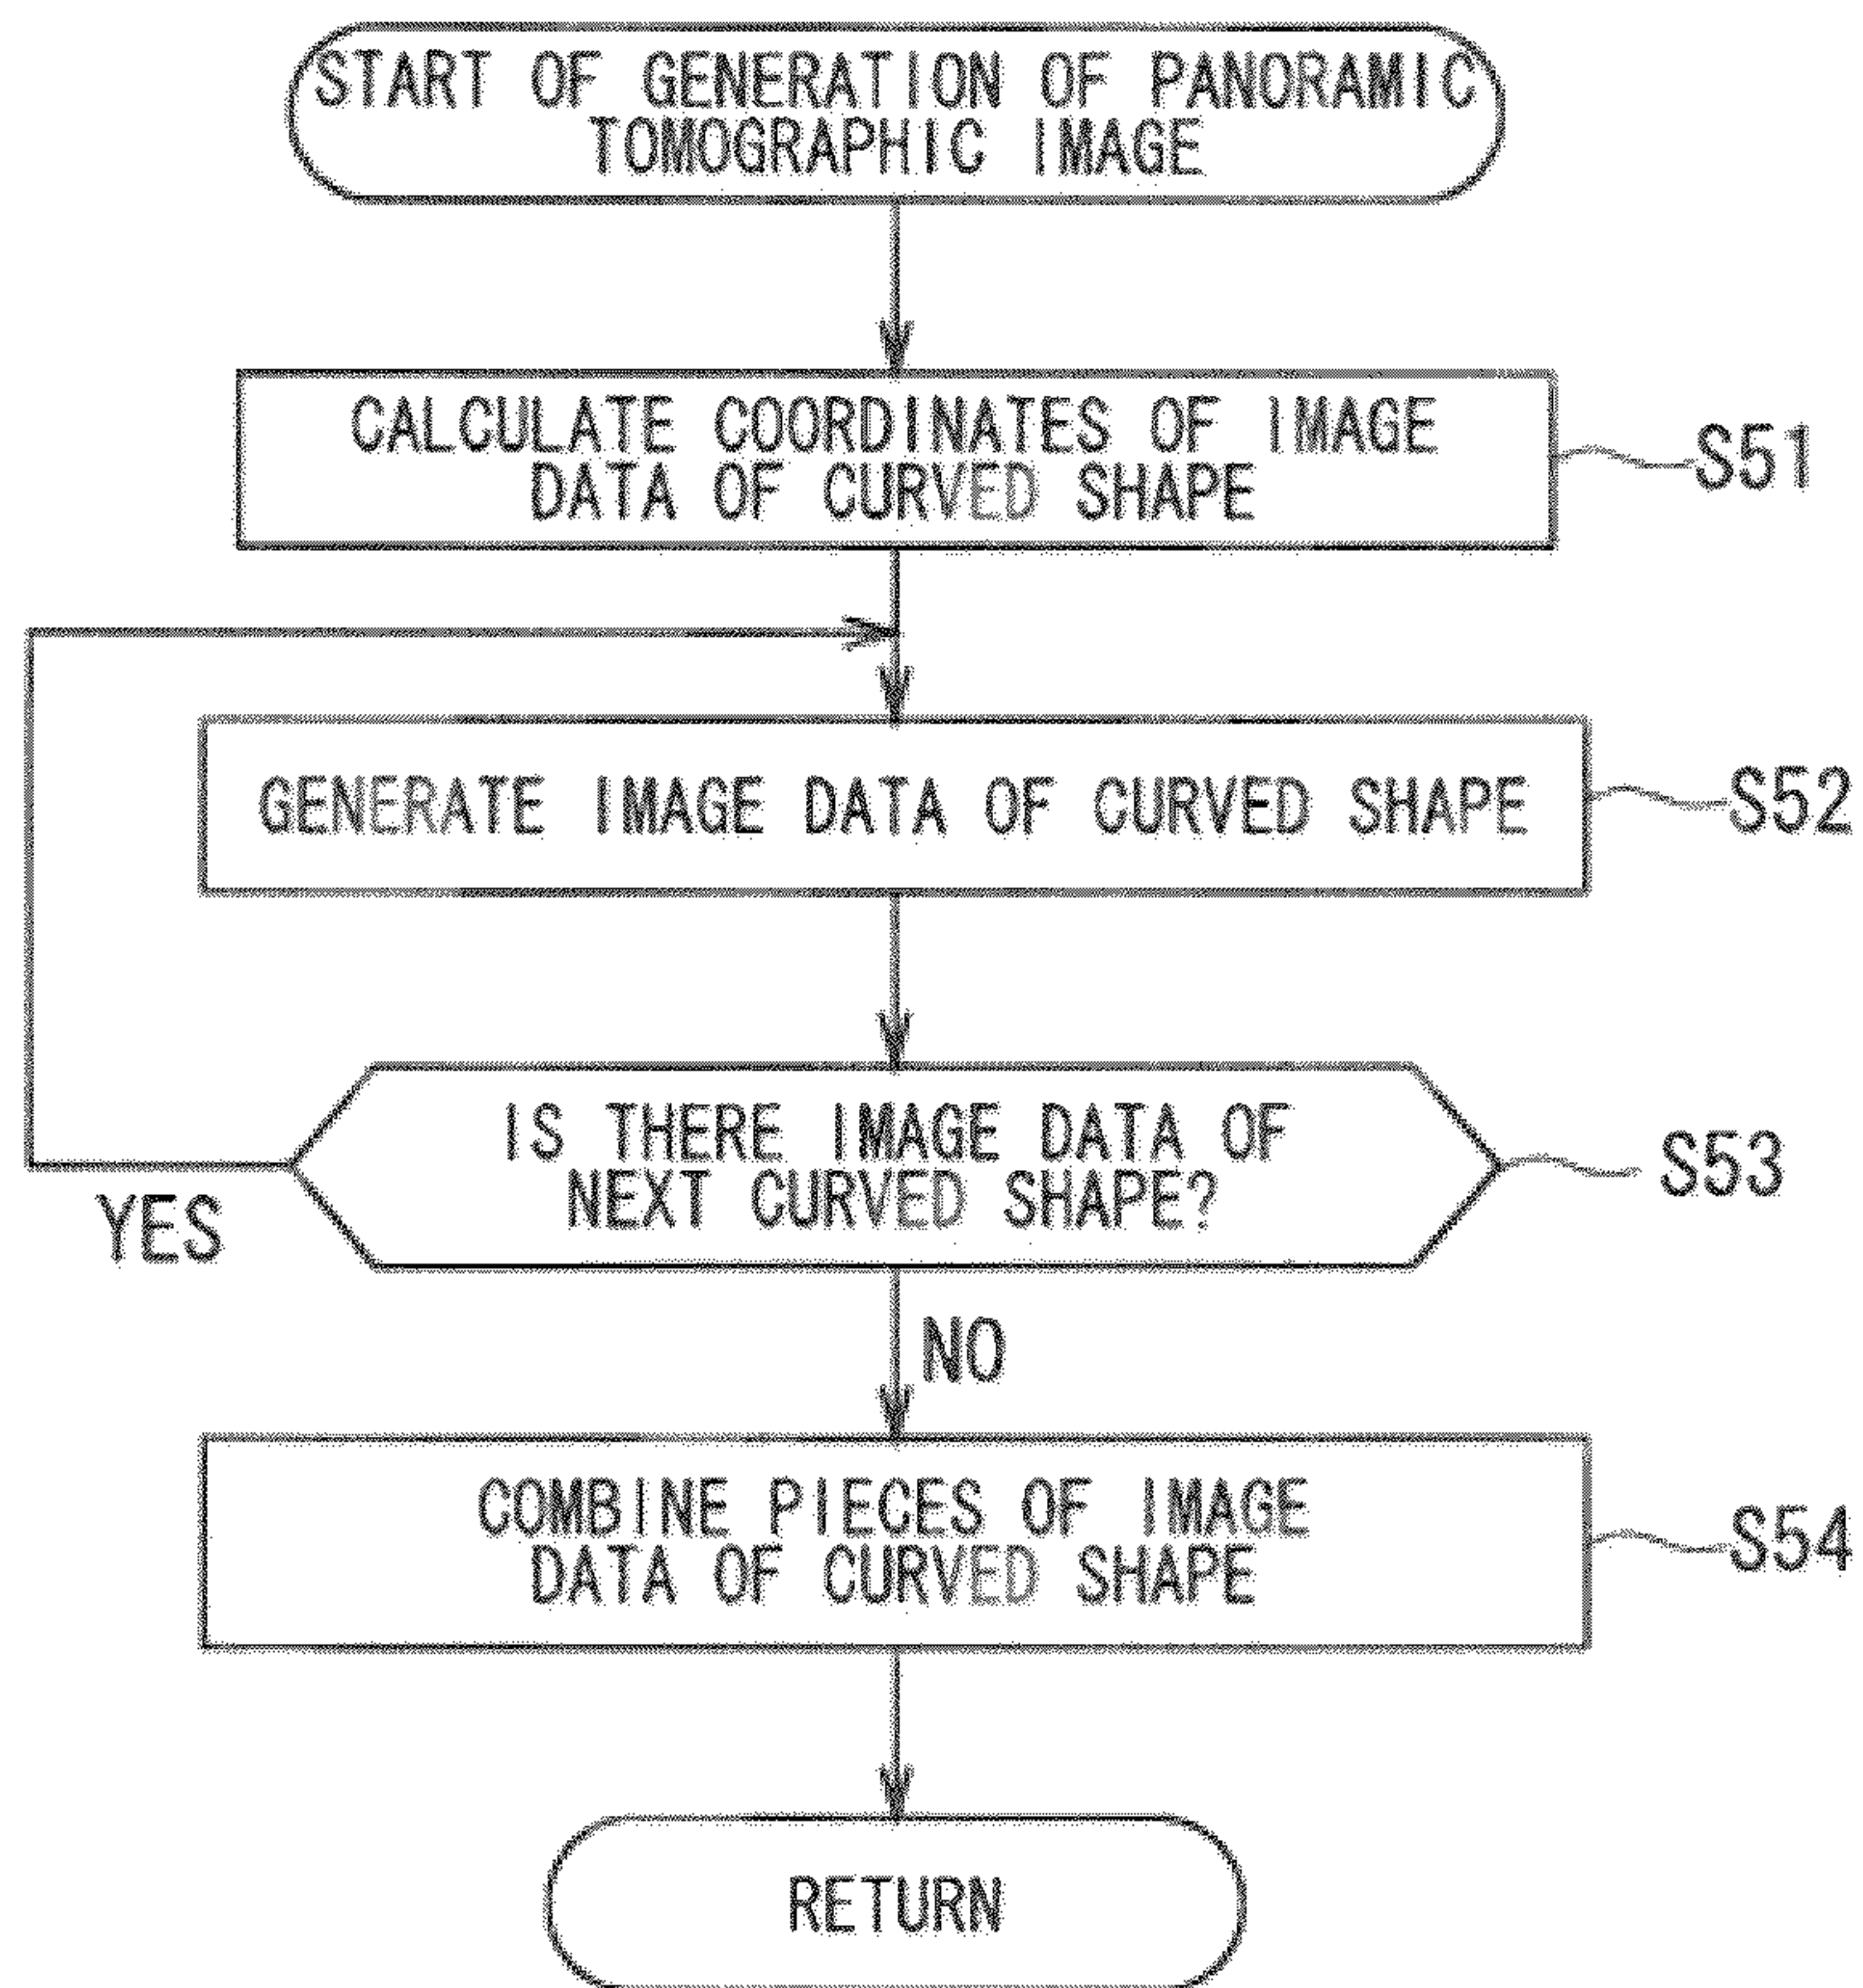 START OF GENERATION OF PANORAMIC
TOMOGRAPHIC IMAGE
CALCULATE COORDINATES OF IMAGE
DATA OF CURVED SHAPE
S51
GENERATE IMAGE DATA OF CURVED SHAPE
S52
IS THERE IMAGE DATA OF
NEXT CURVED SHAPE?
S53
YES
NO
COMBINE PIECES OF IMAGE
DATA OF CURVED SHAPE
S54
RETURN